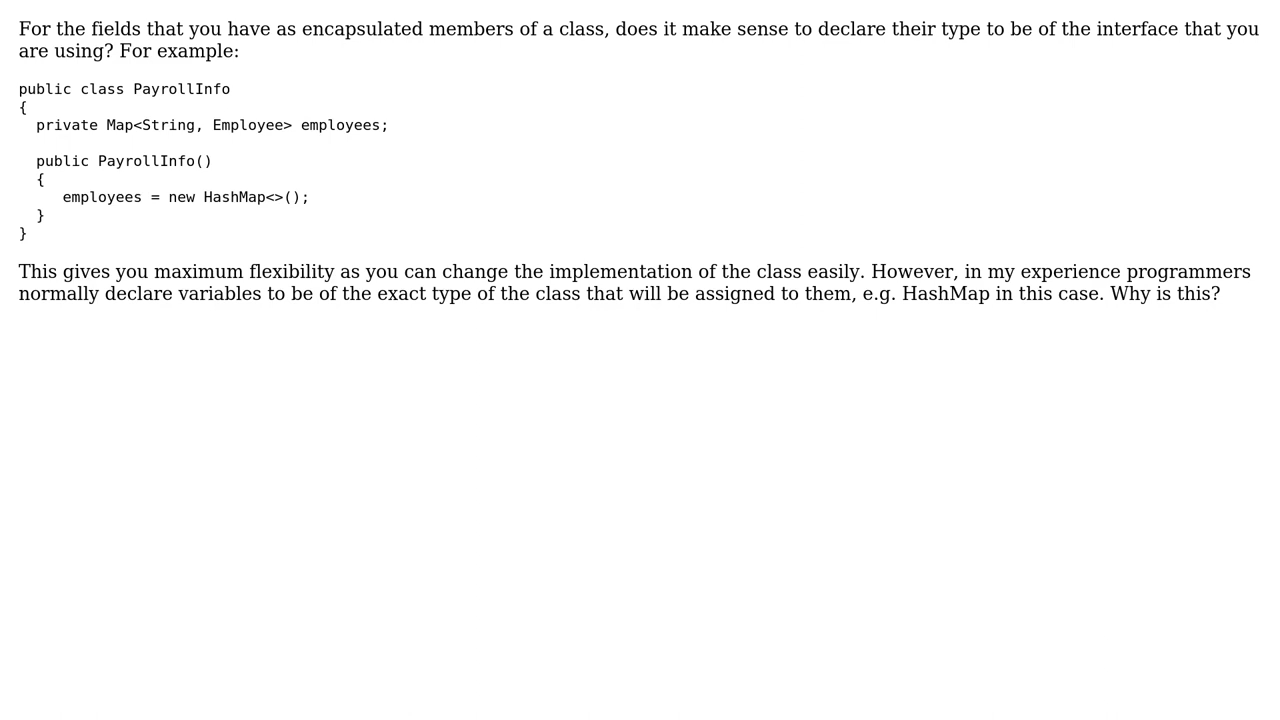 For the fields that you have as encapsulated members of a class, does it make sense to declare their type to be of the interface that you
are using? For example:
public class PayrollInfo
{
  private Map<String, Employee> employees;
  public PayrollInfo()
  {
     employees = new HashMap<>();
  }
}
This gives you maximum flexibility as you can change the implementation of the class easily. However, in my experience programmers
normally declare variables to be of the exact type of the class that will be assigned to them, e.g. HashMap in this case. Why is this?